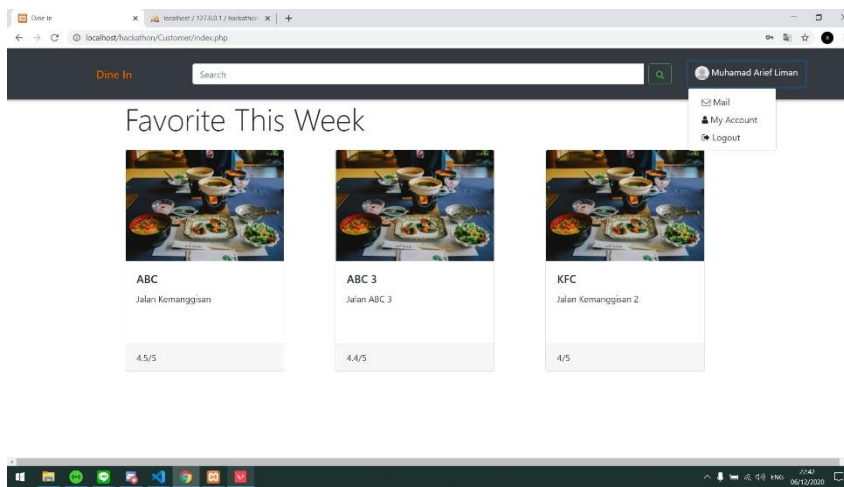 Dine In
localhost / 127.0.0.1 / hackathon
localhost/hackathon/Customer/index.php
Dine In
Search
Muhamad Arief Liman
Mail
My Account
Logout
Favorite This Week
ABC
Jalan Kemanggisan
4.5/5
ABC 3
Jalan ABC 3
4.4/5
KFC
Jalan Kemanggisan 2
4/5
ENG
22:42
06/12/2020